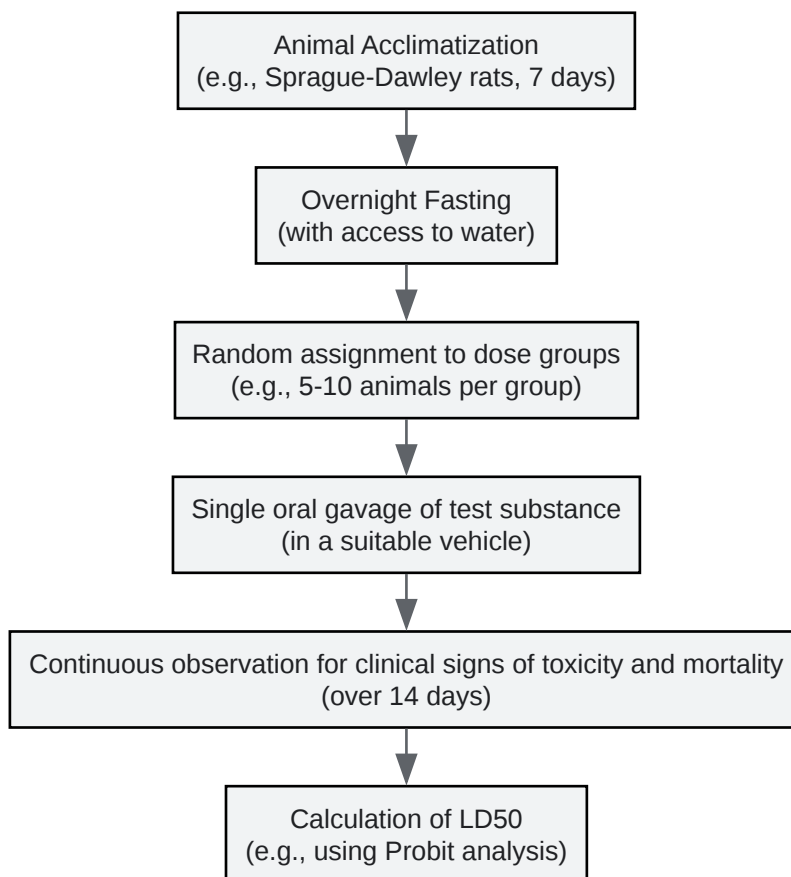 Animal Acclimatization
(e.g., Sprague-Dawley rats, 7 days)
Overnight Fasting
(with access to water)
Random assignment to dose groups
(e.g., 5-10 animals per group)
Single oral gavage of test substance
(in a suitable vehicle)
Continuous observation for clinical signs of toxicity and mortality
(over 14 days)
Calculation of LD50
(e.g., using Probit analysis)